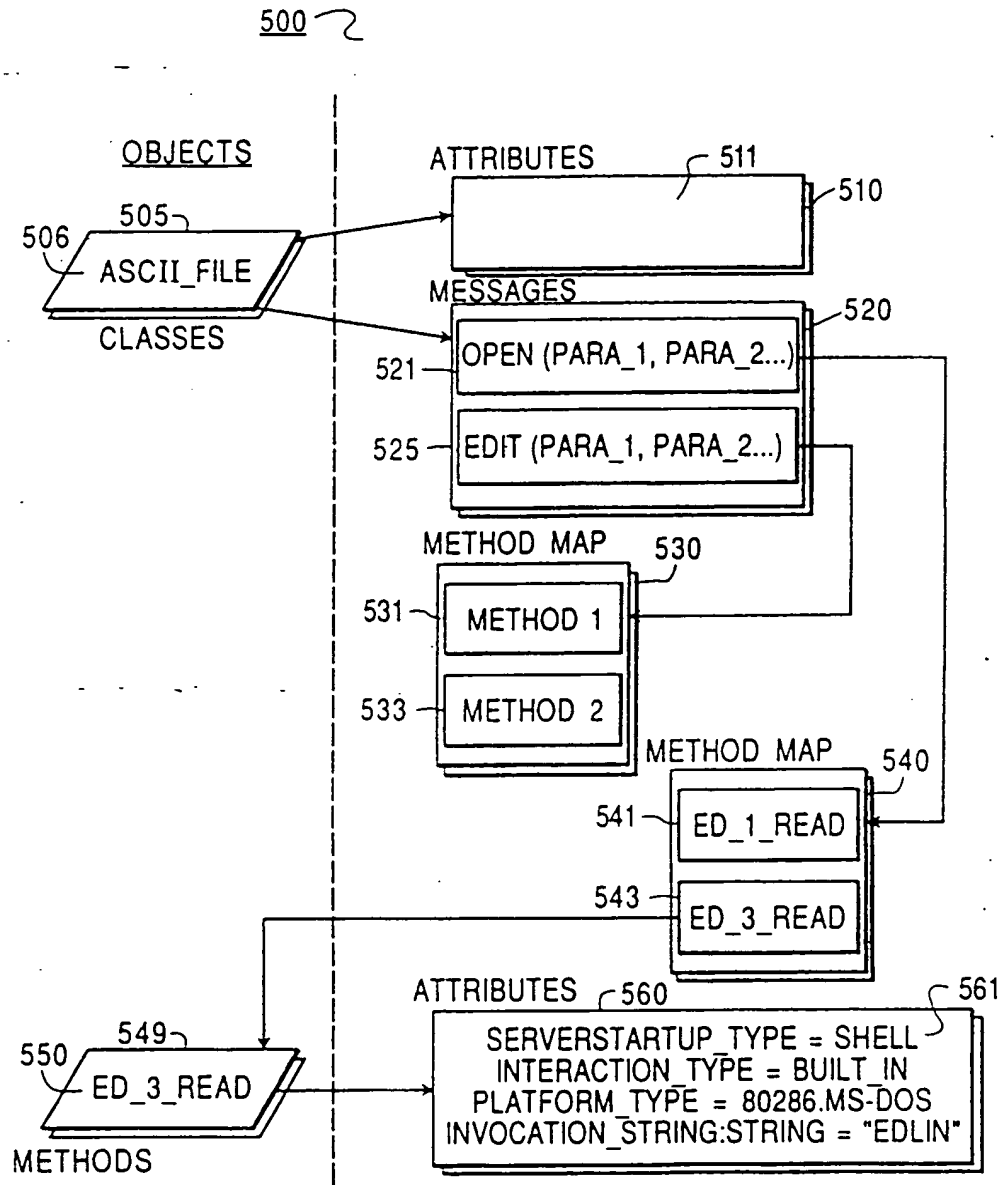 500
OBJECTS
ATTRIBUTES
511
510
505
506
ASCII_FILE
CLASSES
MESSAGES
520
521
OPEN (PARA_1, PARA_2...)
525
EDIT (PARA_1, PARA_2...)
METHOD MAP
530
531
METHOD 1
533
METHOD 2
METHOD MAP
540
541
ED_1_READ
543
ED_3_READ
ATTRIBUTES
560
561
SERVERSTARTUP_TYPE = SHELL
INTERACTION_TYPE = BUILT_IN
PLATFORM_TYPE = 80286.MS-DOS
INVOCATION_STRING:STRING = "EDLIN"
549
550
ED_3_READ
METHODS